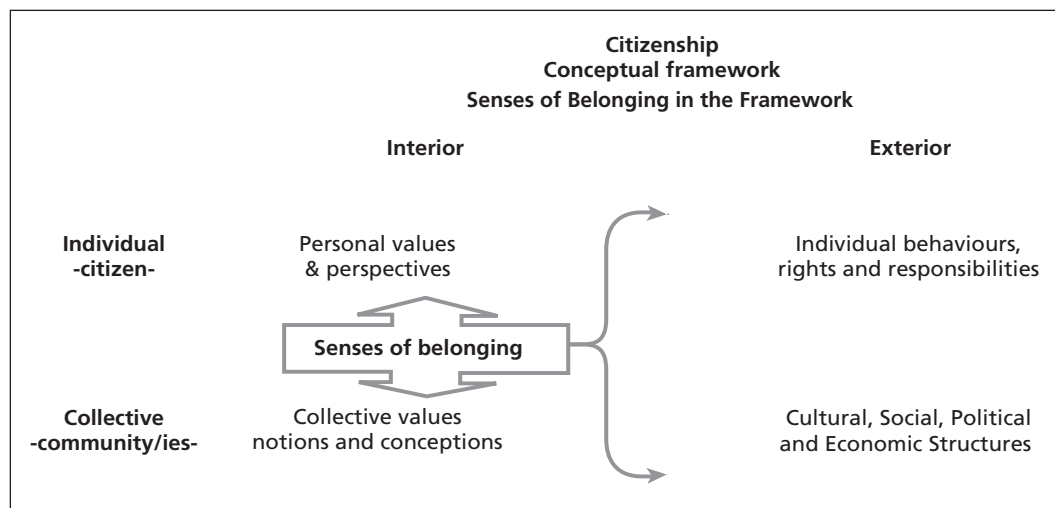 Citizenship
Conceptual framework
Senses of Belonging in the Framework
Interior
Exterior
Individual
-citizen-
Personal values
& perspectives
Individual behaviours,
rights and responsibilities
Senses of belonging
Collective
-community/ies-
Collective values
notions and conceptions
Cultural, Social, Political
and Economic Structures